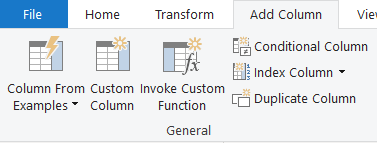 File Home Transform Add Column
Conditional Column
Column From Custom Invoke Custom Index Column
Examples Column Function Duplicate Column
General